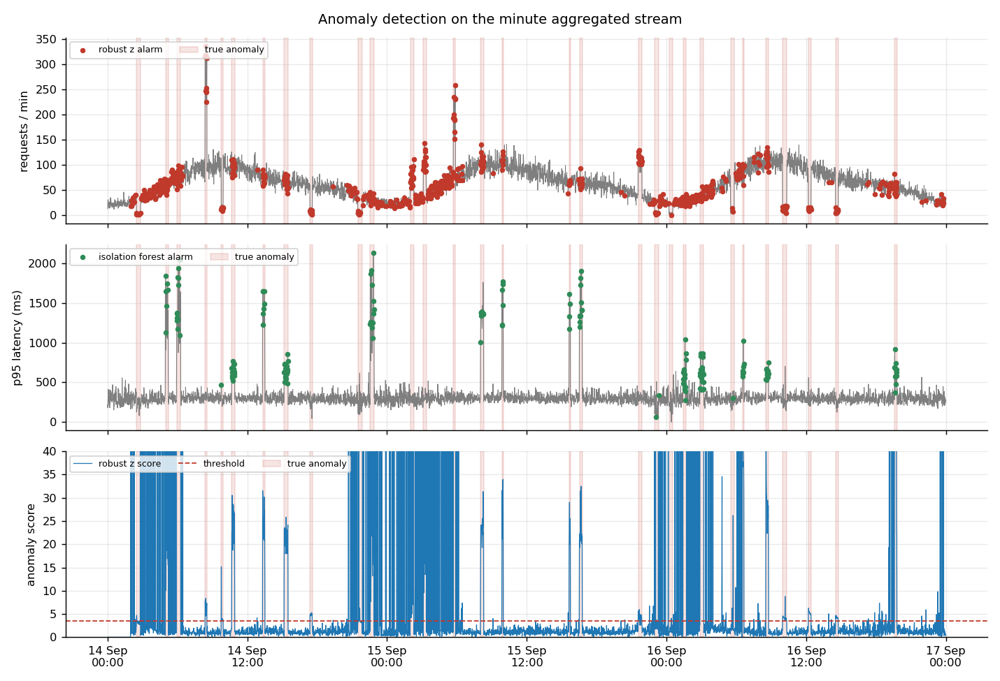 Anomaly detection on the minute aggregated stream
350
300
250
200
150
100
50
0
requests / min
robust z alarm
true anomaly
2000
1500
1000
500
0
p95 latency (ms)
isolation forest alarm
true anomaly
40
35
30
25
20
15
10
5
0
anomaly score
robust z score
threshold
true anomaly
14 Sep
00:00
14 Sep
12:00
15 Sep
00:00
15 Sep
12:00
16 Sep
00:00
16 Sep
12:00
17 Sep
00:00